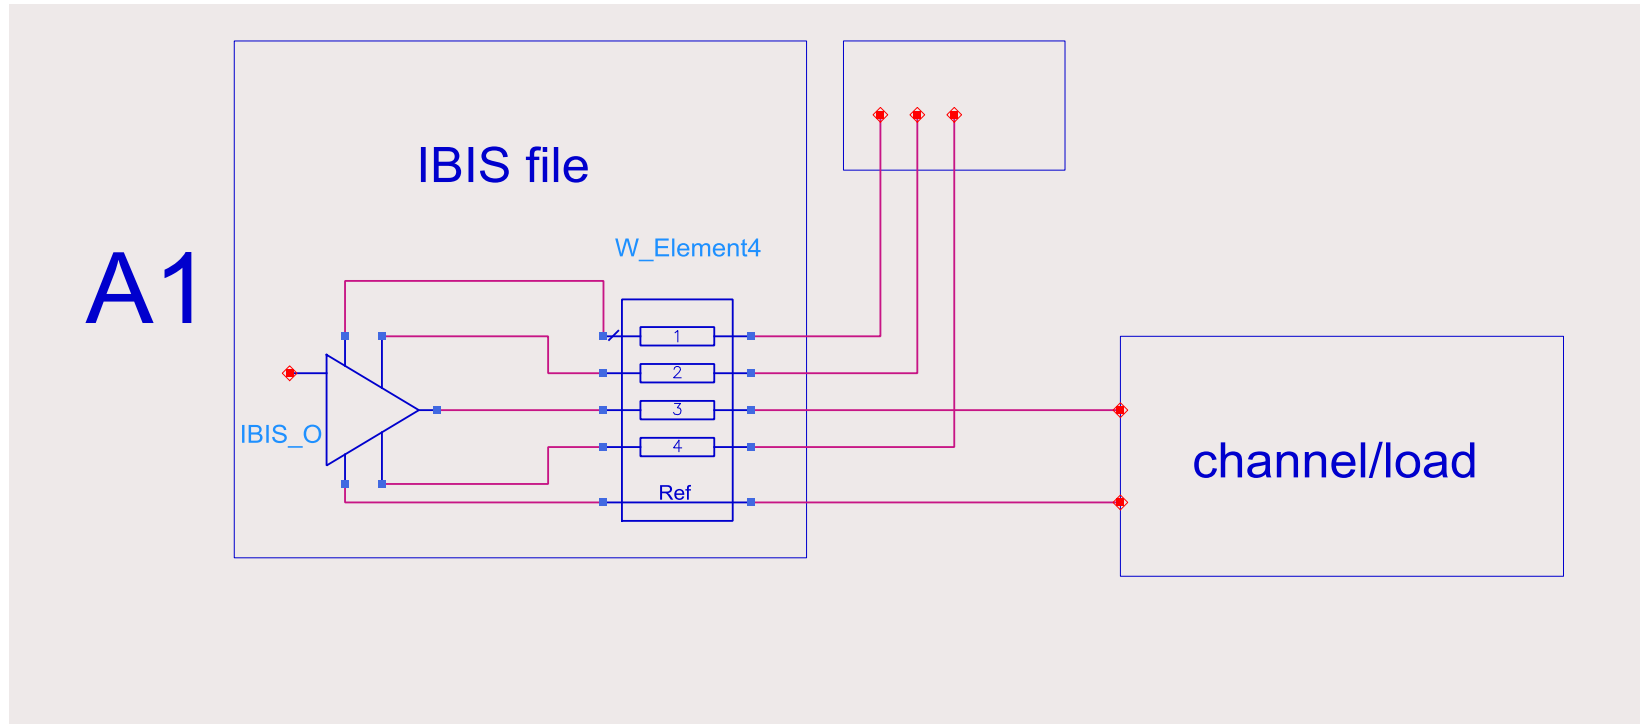 IBIS file
W_Element4
A1
1
2
3
IBIS_O
4
channel/load
Ref